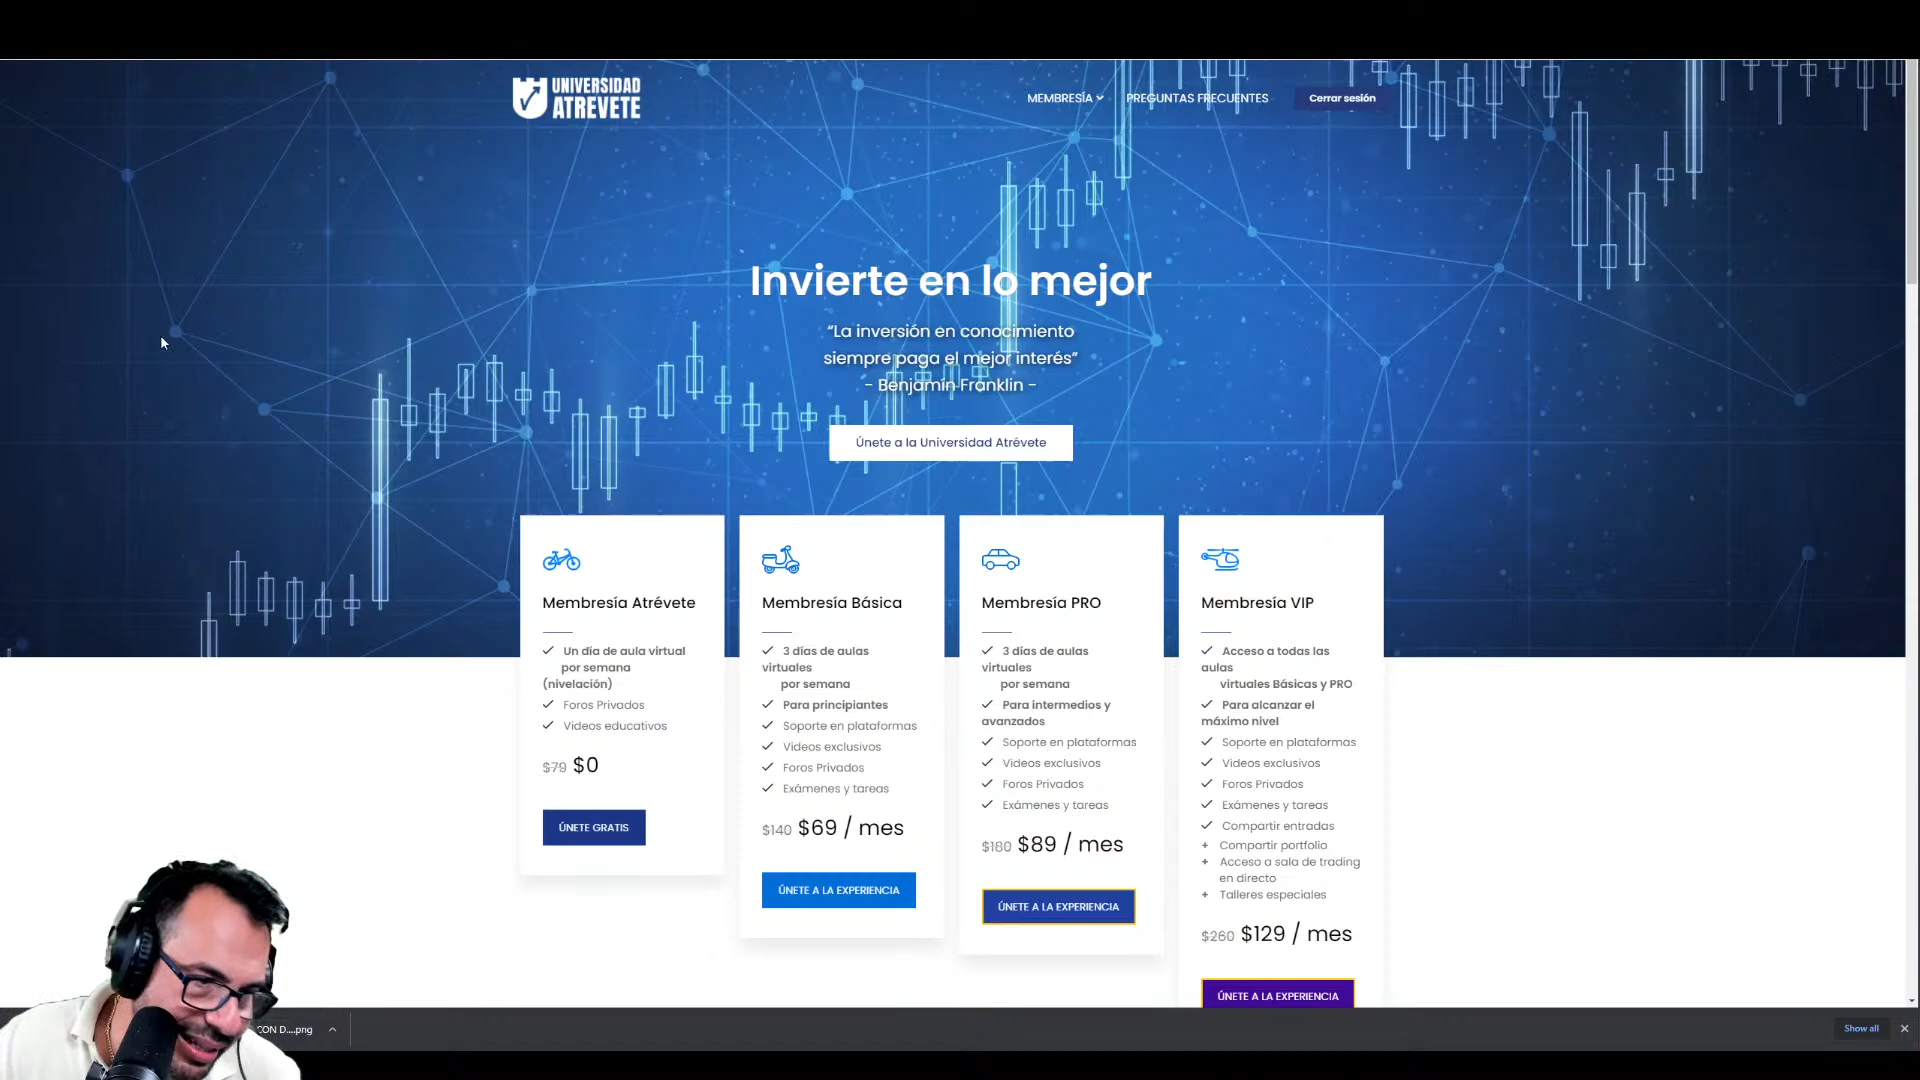 UNIVERSIDAD
ATREVETE
MEMBRESÍA
PREGUNTAS FRECUENTES
Cerrar sesión
Invierte en lo mejor
“La inversión en conocimiento
siempre paga el mejor interés”
- Benjamín Franklin -
Únete a la Universidad Atrévete
Membresía Atrévete
Un día de aula virtual
por semana
(nivelación)
Foros Privados
Videos educativos
$79 $0
ÚNETE GRATIS
Membresía Básica
3 días de aulas
virtuales
por semana
Para principiantes
Soporte en plataformas
Videos exclusivos
Foros Privados
Exámenes y tareas
$140 $69 / mes
ÚNETE A LA EXPERIENCIA
Membresía PRO
3 días de aulas
virtuales
por semana
Para intermedios y
avanzados
Soporte en plataformas
Videos exclusivos
Foros Privados
Exámenes y tareas
$180 $89 / mes
ÚNETE A LA EXPERIENCIA
Membresía VIP
Acceso a todas las
aulas
virtuales Básicas y PRO
Para alcanzar el
máximo nivel
Soporte en plataformas
Videos exclusivos
Foros Privados
Exámenes y tareas
Compartir entradas
+ Compartir portfolio
+ Acceso a sala de trading
en directo
+ Talleres especiales
$260 $129 / mes
ÚNETE A LA EXPERIENCIA
CON D....png
Show all